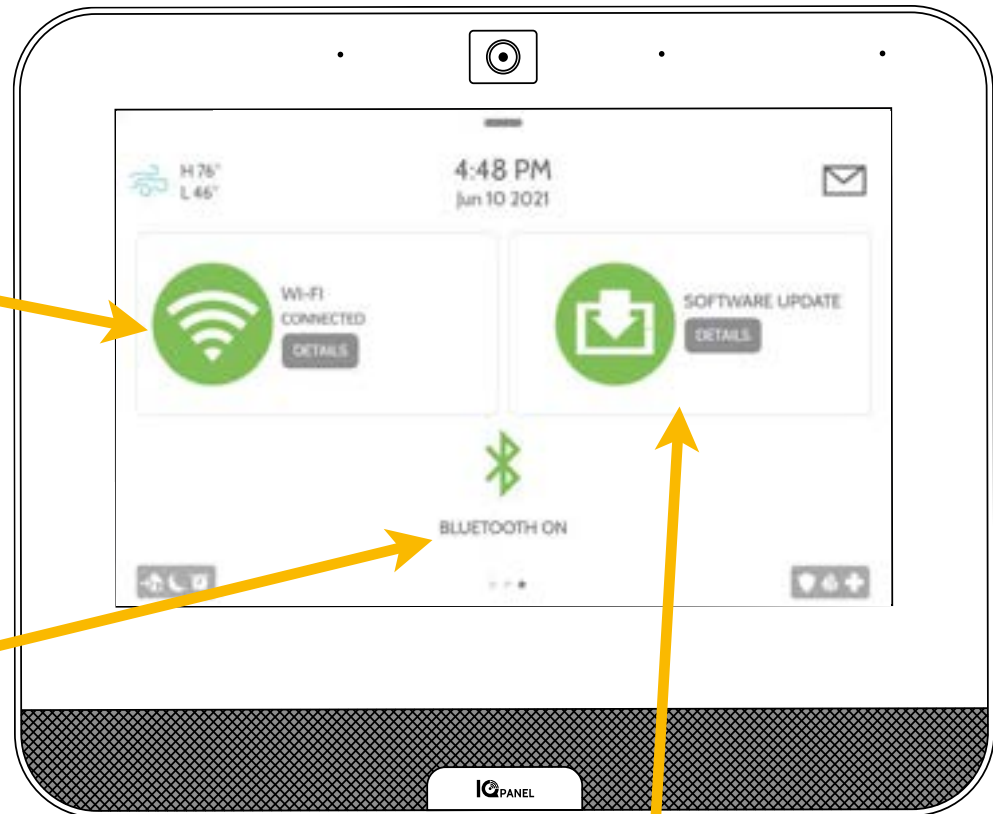 H 76°
L 46°
4:48 PM
Jun 10 2021
WI-FI
CONNECTED
DETAILS
SOFTWARE UPDATE
DETAILS
BLUETOOTH ON
IQ PANEL